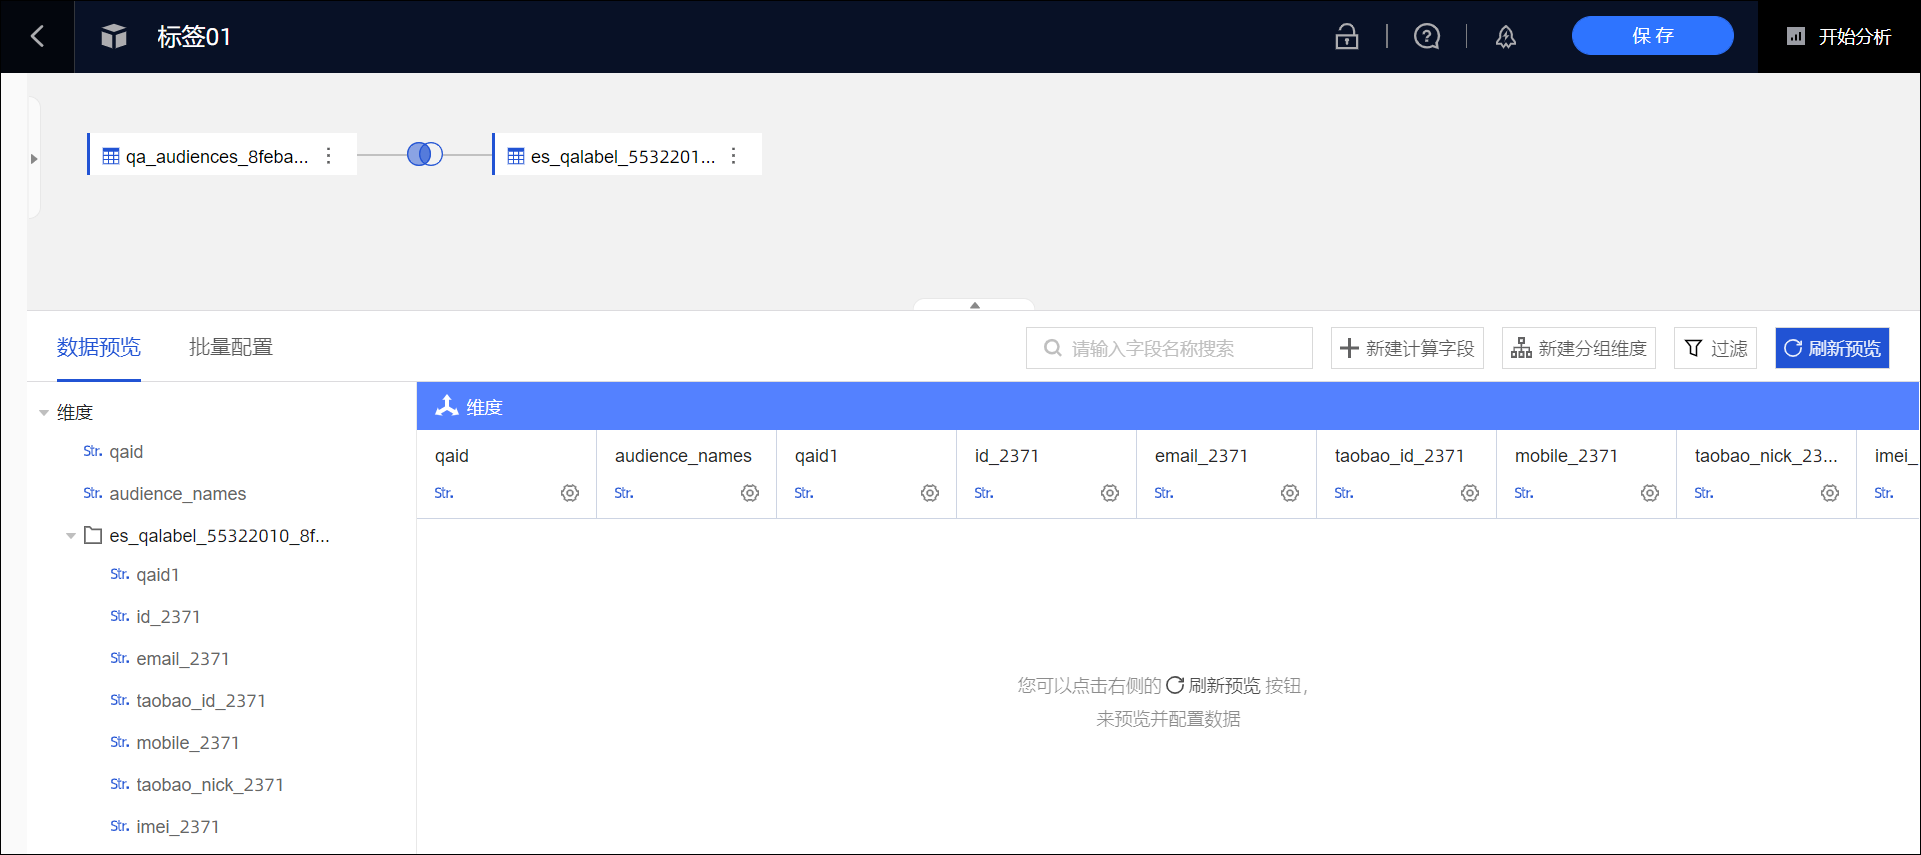 标签01
保 存
开始分析
qa_audiences_8feba...
es_qalabel_5532201...
数据预览
批量配置
请输入字段名称搜索
新建计算字段
新建分组维度
过滤
刷新预览
维度
Str. qaid
Str. audience_names
es_qalabel_55322010_8f...
Str. qaid1
Str. id_2371
Str. email_2371
Str. taobao_id_2371
Str. mobile_2371
Str. taobao_nick_2371
Str. imei_2371
维度
qaid
Str.
audience_names
Str.
qaid1
Str.
id_2371
Str.
email_2371
Str.
taobao_id_2371
Str.
mobile_2371
Str.
taobao_nick_23...
Str.
imei_
Str.
您可以点击右侧的 刷新预览 按钮，
来预览并配置数据